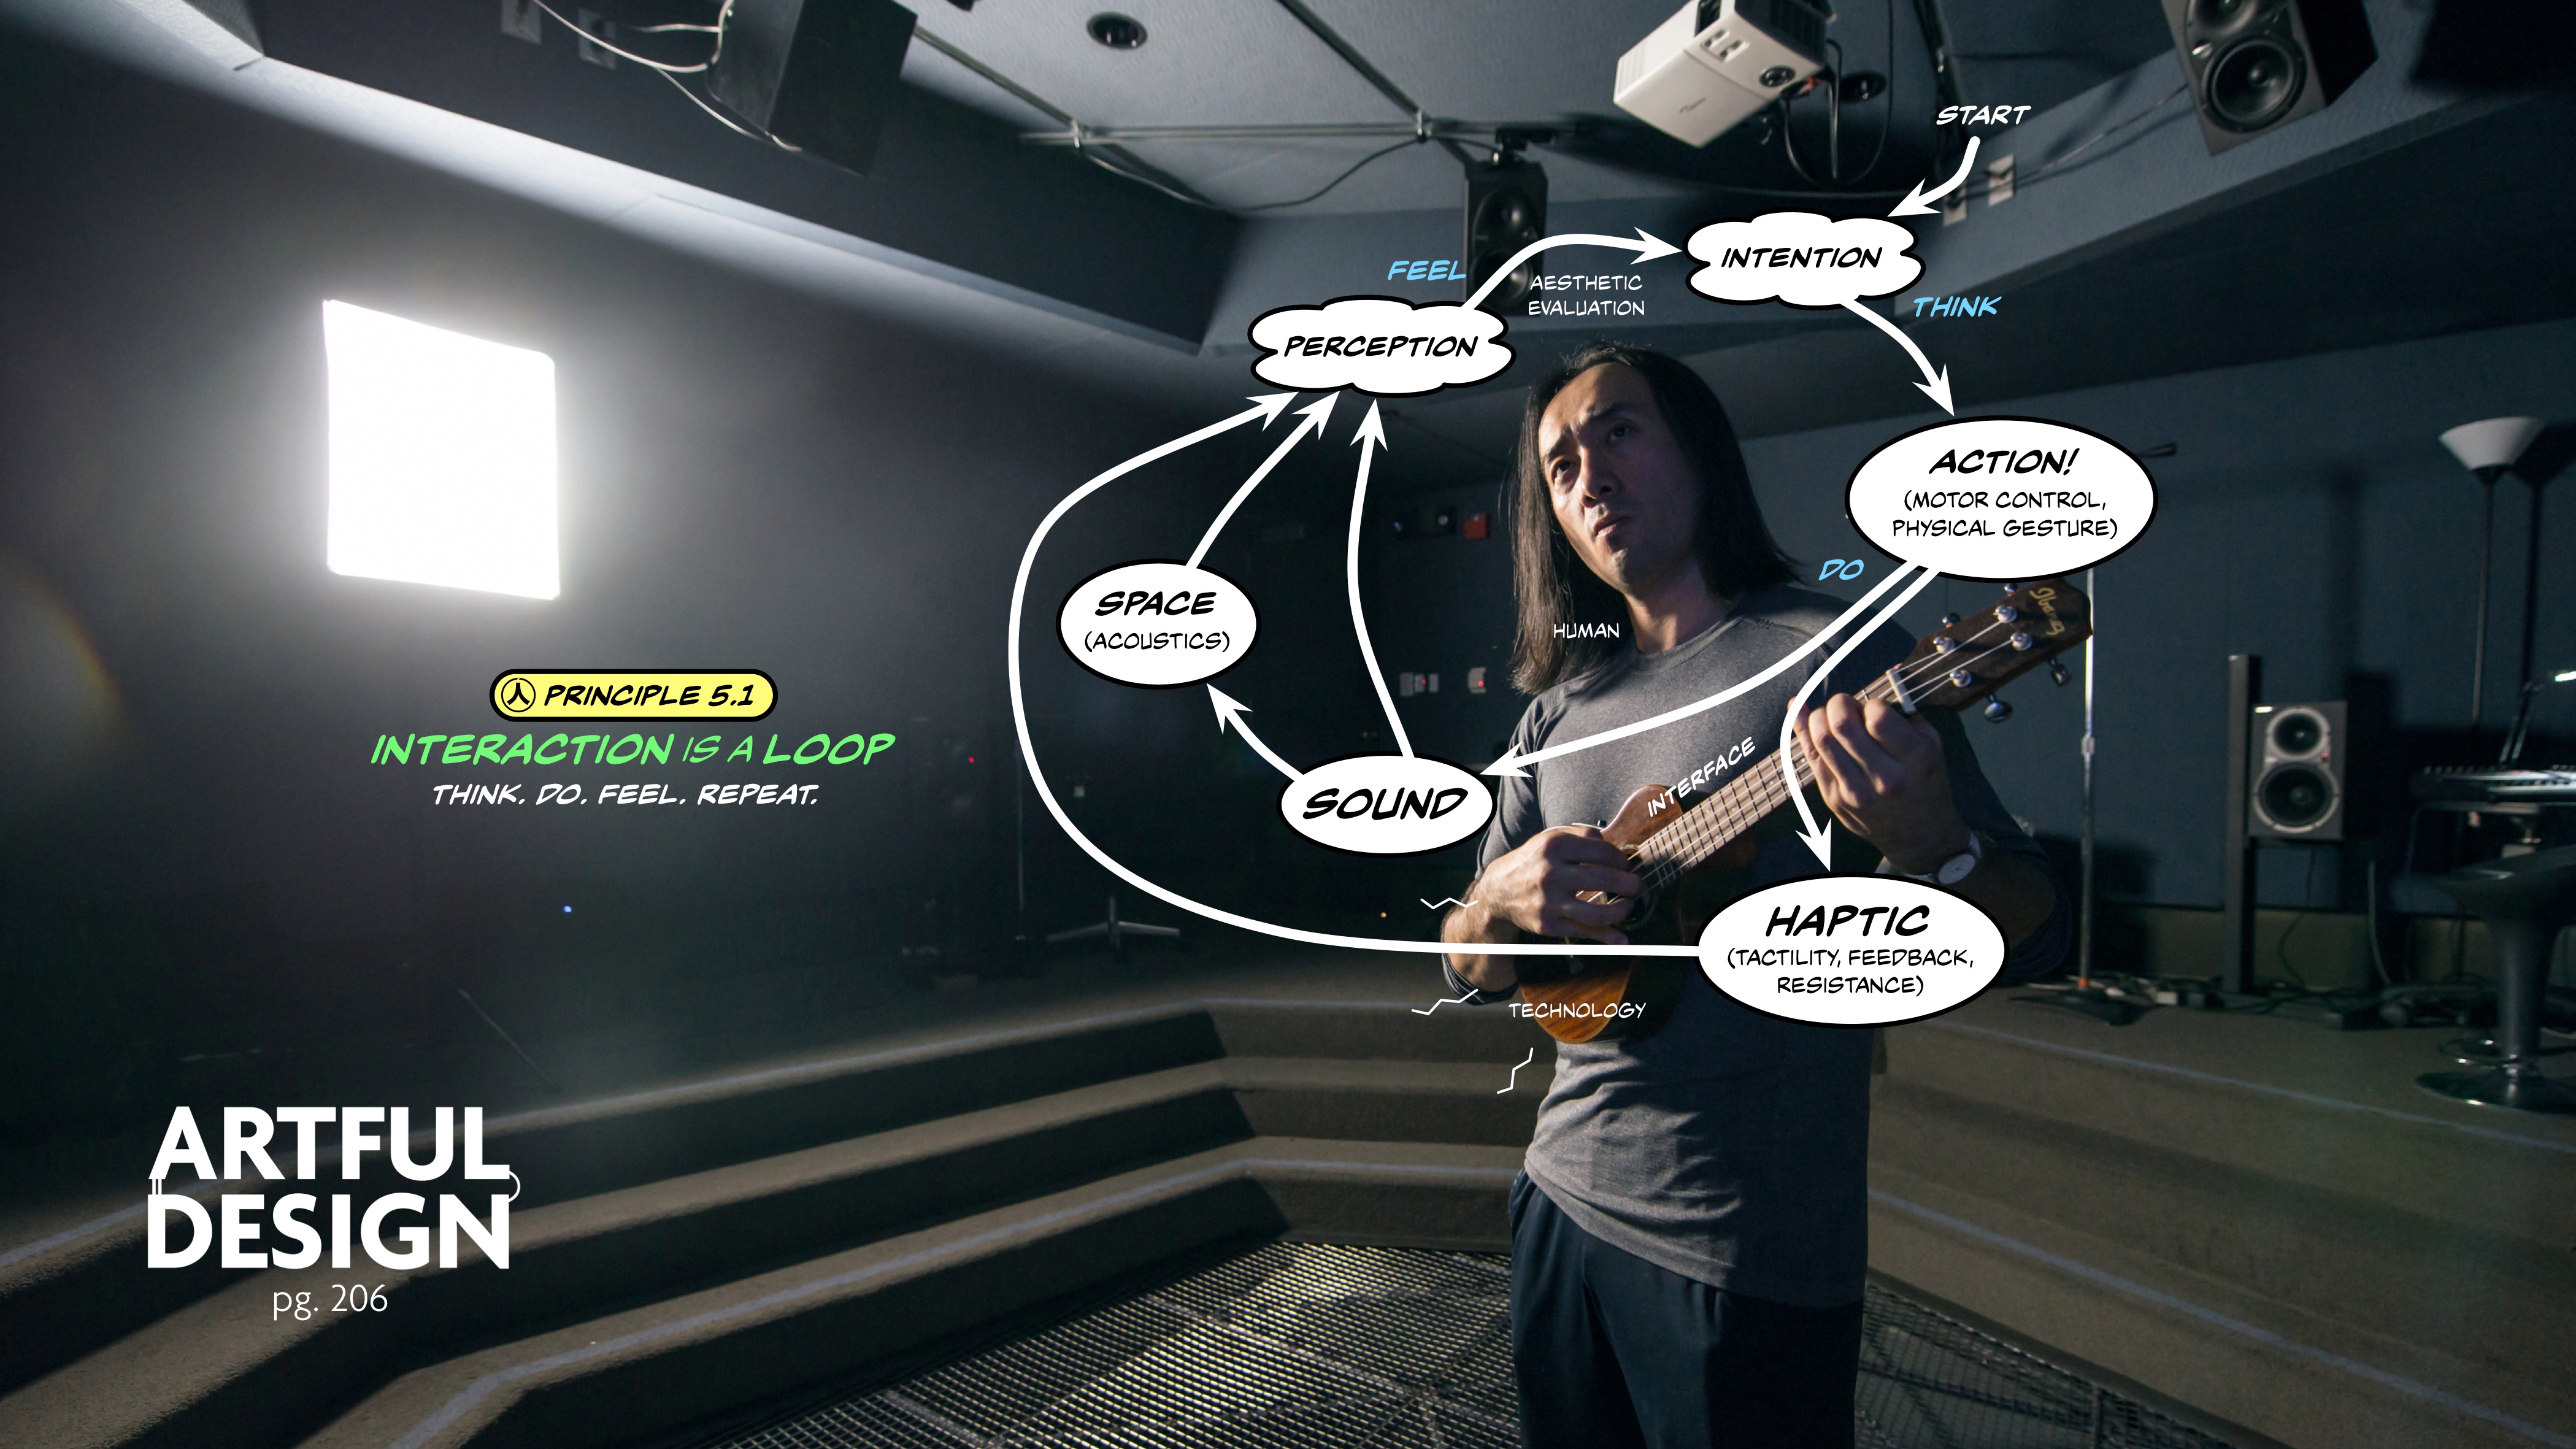 START
INTENTION
FEEL
AESTHETIC
EVALUATION
THINK
PERCEPTION
ACTION!
(MOTOR CONTROL,
PHYSICAL GESTURE)
DO
SPACE
(ACOUSTICS)
HUMAN
Ibanez
PRINCIPLE 5.1
INTERACTION IS A LOOP
THINK. DO. FEEL. REPEAT.
SOUND
INTERFACE
HAPTIC
(TACTILITY, FEEDBACK,
RESISTANCE)
TECHNOLOGY
ARTFUL
DESIGN
pg. 206